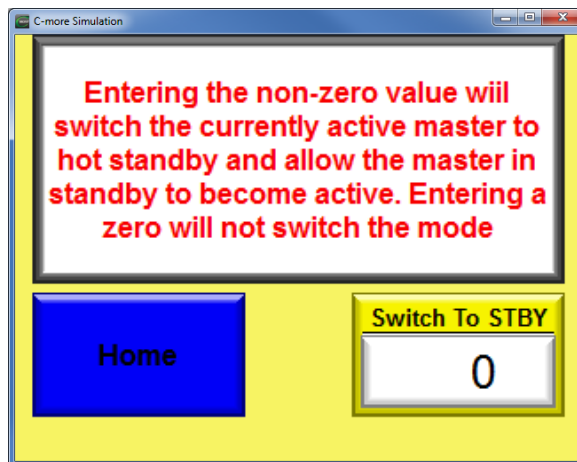 C-more Simulation
Entering the non-zero value wiil
switch the currently active master to
hot standby and allow the master in
standby to become active. Entering a
zero will not switch the mode
Home
Switch To STBY
0